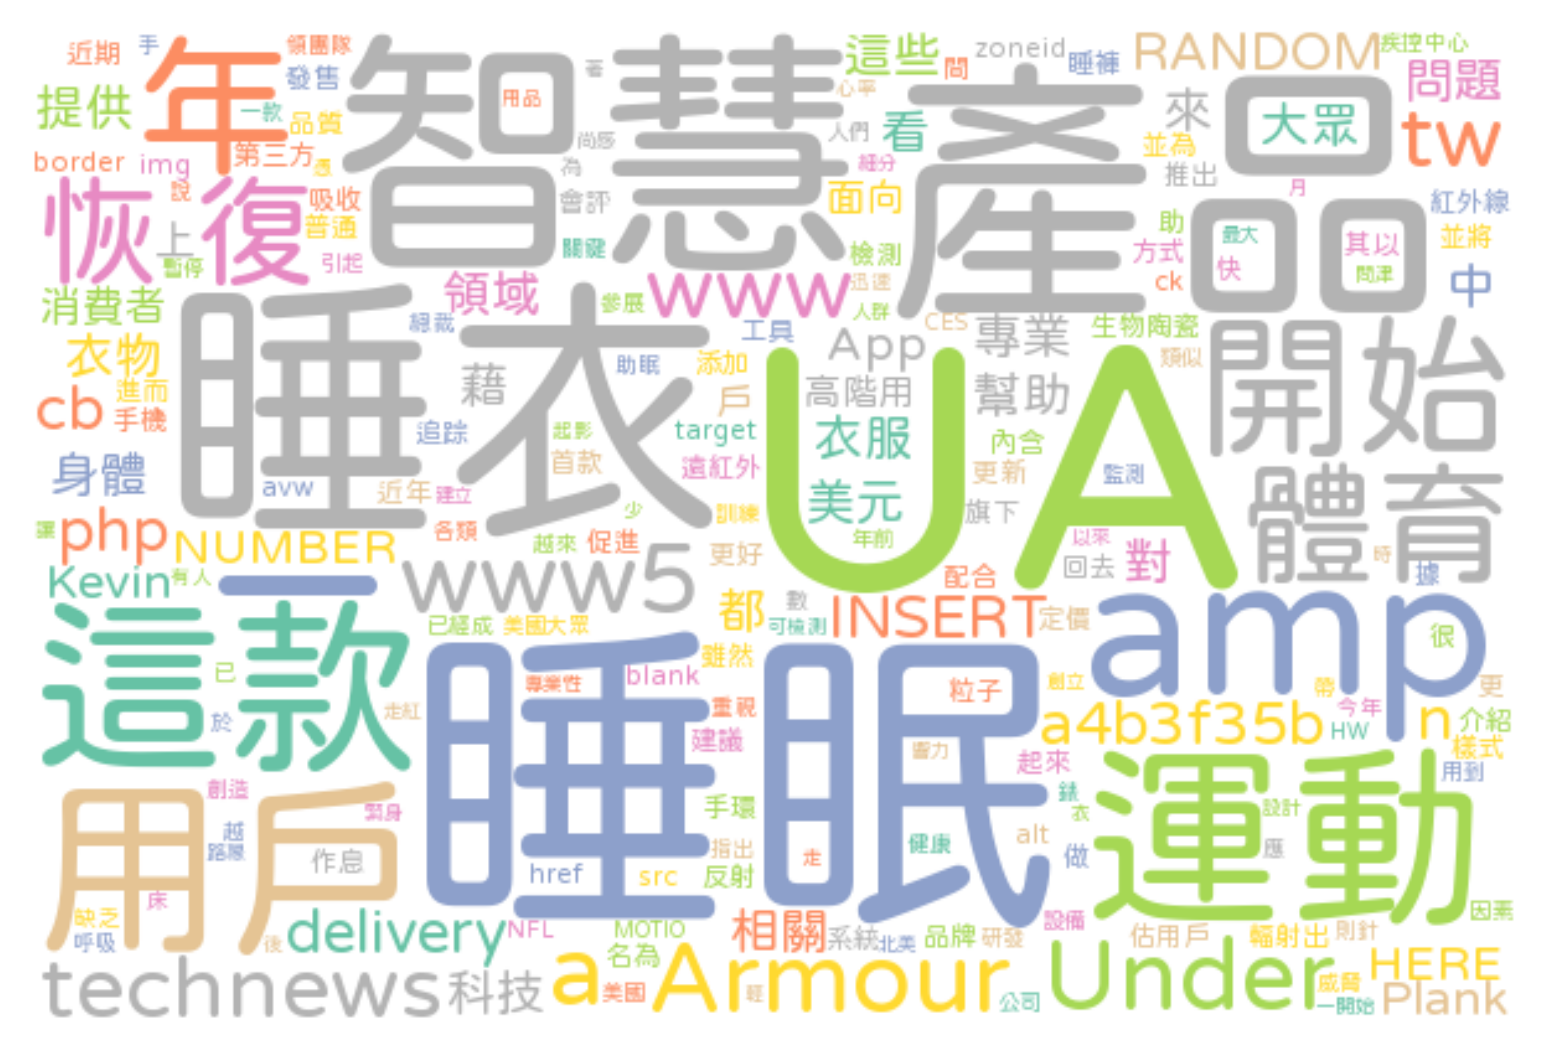 近期
手
年
領團隊
發售
智慧
著
用品
這些
問
zoneid
睡褲
RANDOM
疾控中心
問題
提供
一款
品質
心率
人們
看
來
大眾
tw
border
img
第三方
恢復
說
吸收
普通
為
會評
細分
面向
產品
並為
推出
月
紅外線
上
暫停
引起
關鍵
檢測
助
方式
最大
快
其以
問津
並將
中
消費者
領域
www
迅速
人群
ck
參展
總裁
工具
CES
生物陶瓷
衣物
睡衣
App
專業
類似
開始
cb
進而
手機
藉
助眠
添加
戶
高階用
幫助
追踪
起影
target
衣服
內含
首款
遠紅外
更新
監測
身體
avw
近年
建立
UA
美元
旗下
體育
讓
php
NUMBER
各類
少
訓練
年前
以來
時
越來
促進
更好
回去
對
據
Kevin
有人
一
www5
配合
都
數
INSERT
定價
amp
很
這款
已經成
美國大眾
可檢測
已
雖然
專業性
blank
粒子
創立
帶
今年
更
於
走紅
睡眠
重視
建議
a4b3f35b
HW
n
介紹
樣式
響力
起來
用到
用戶
創造
緊身
手環
錶
衣
運動
設計
越
作息
指出
走
健康
alt
做
應
床
href
src
反射
缺乏
呼吸
後
delivery
NFL
MOTIO
相關
系統
北美
品牌
研發
設備
估用戶
輻射出
則針
因素
名為
technews
科技
a
美國
Armour
輕
公司
Under
威脅
一開始
HERE
Plank